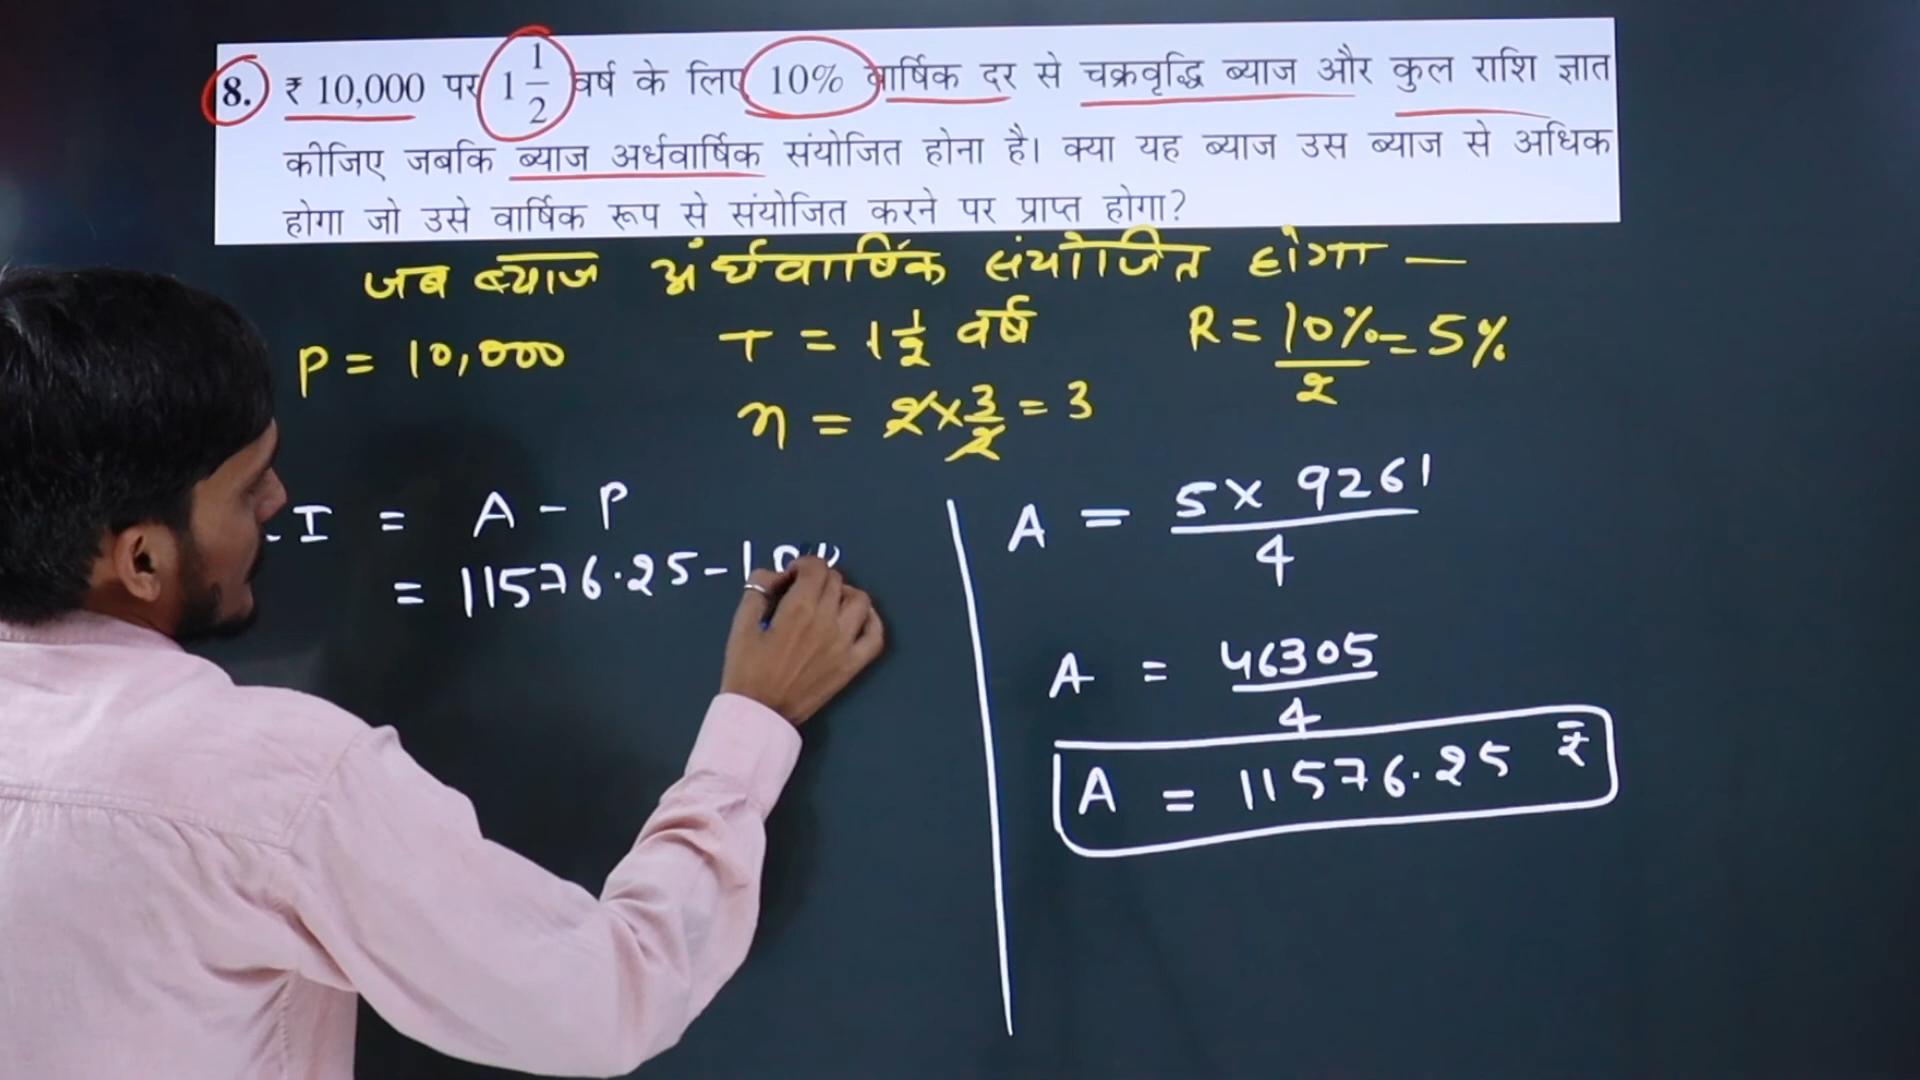 8. ₹ 10,000 पर 1 1/2 वर्ष के लिए 10% वार्षिक दर से चक्रवृद्धि ब्याज और कुल राशि ज्ञात
कीजिए जबकि ब्याज अर्धवार्षिक संयोजित होना है। क्या यह ब्याज उस ब्याज से अधिक
होगा जो उसे वार्षिक रूप से संयोजित करने पर प्राप्त होगा?
जब ब्याज अर्धवार्षिक संयोजित होगा —
P = 10,000 T = 1 1/2 वर्ष R = 10%/2 = 5%
n = 2 × 3/2 = 3
.I = A - P
= 11576.25 - 10
A = 5 × 9261 / 4
A = 46305 / 4
A = 11576.25 ₹